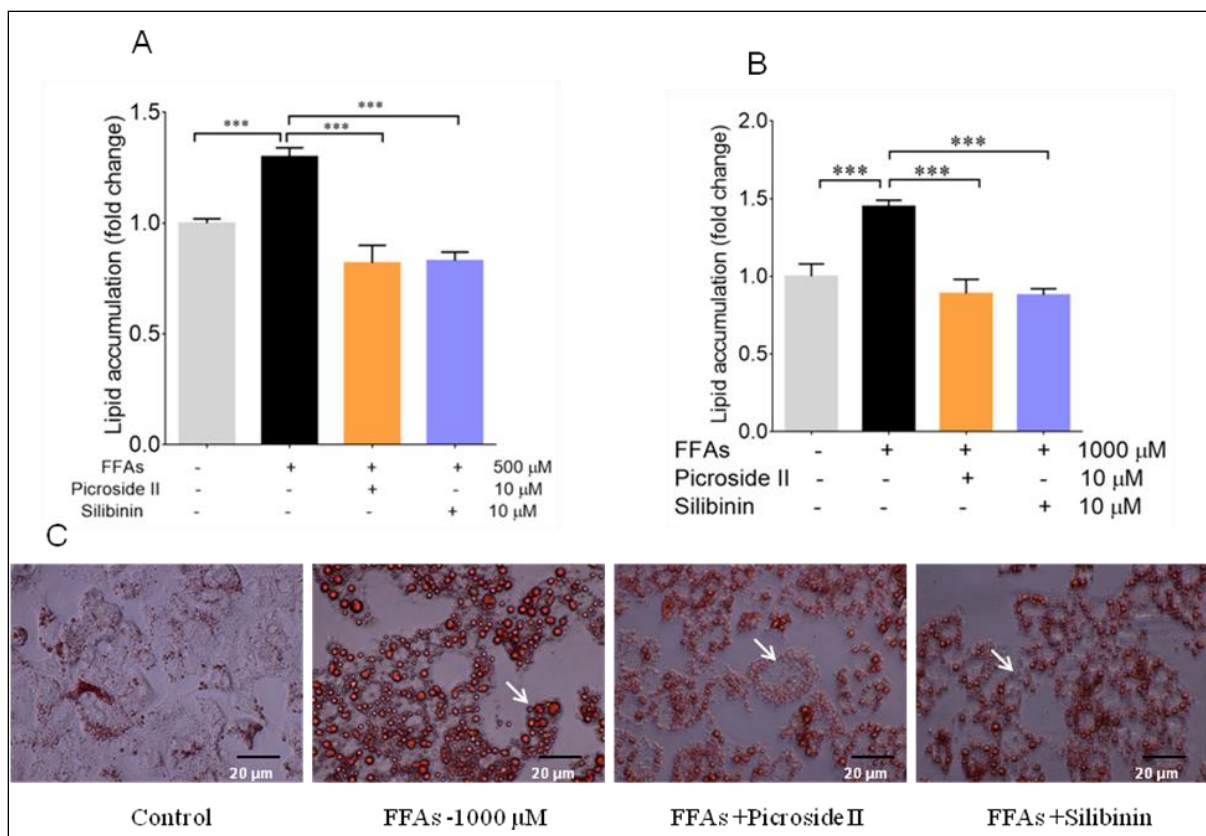 A
Lipid accumulation (fold change)
1.5
1.0
0.5
0.0
*** *** ***
FFAs - + + + 500 μM
Picroside II - - + - 10 μM
Silibinin - - - + 10 μM
B
Lipid accumulation (fold change)
2.0
1.5
1.0
0.5
0.0
*** *** ***
FFAs - + + + 1000 μM
Picroside II - - + - 10 μM
Silibinin - - - + 10 μM
C
20 μm 20 μm 20 μm 20 μm
Control FFAs -1000 μM FFAs +Picroside II FFAs +Silibinin